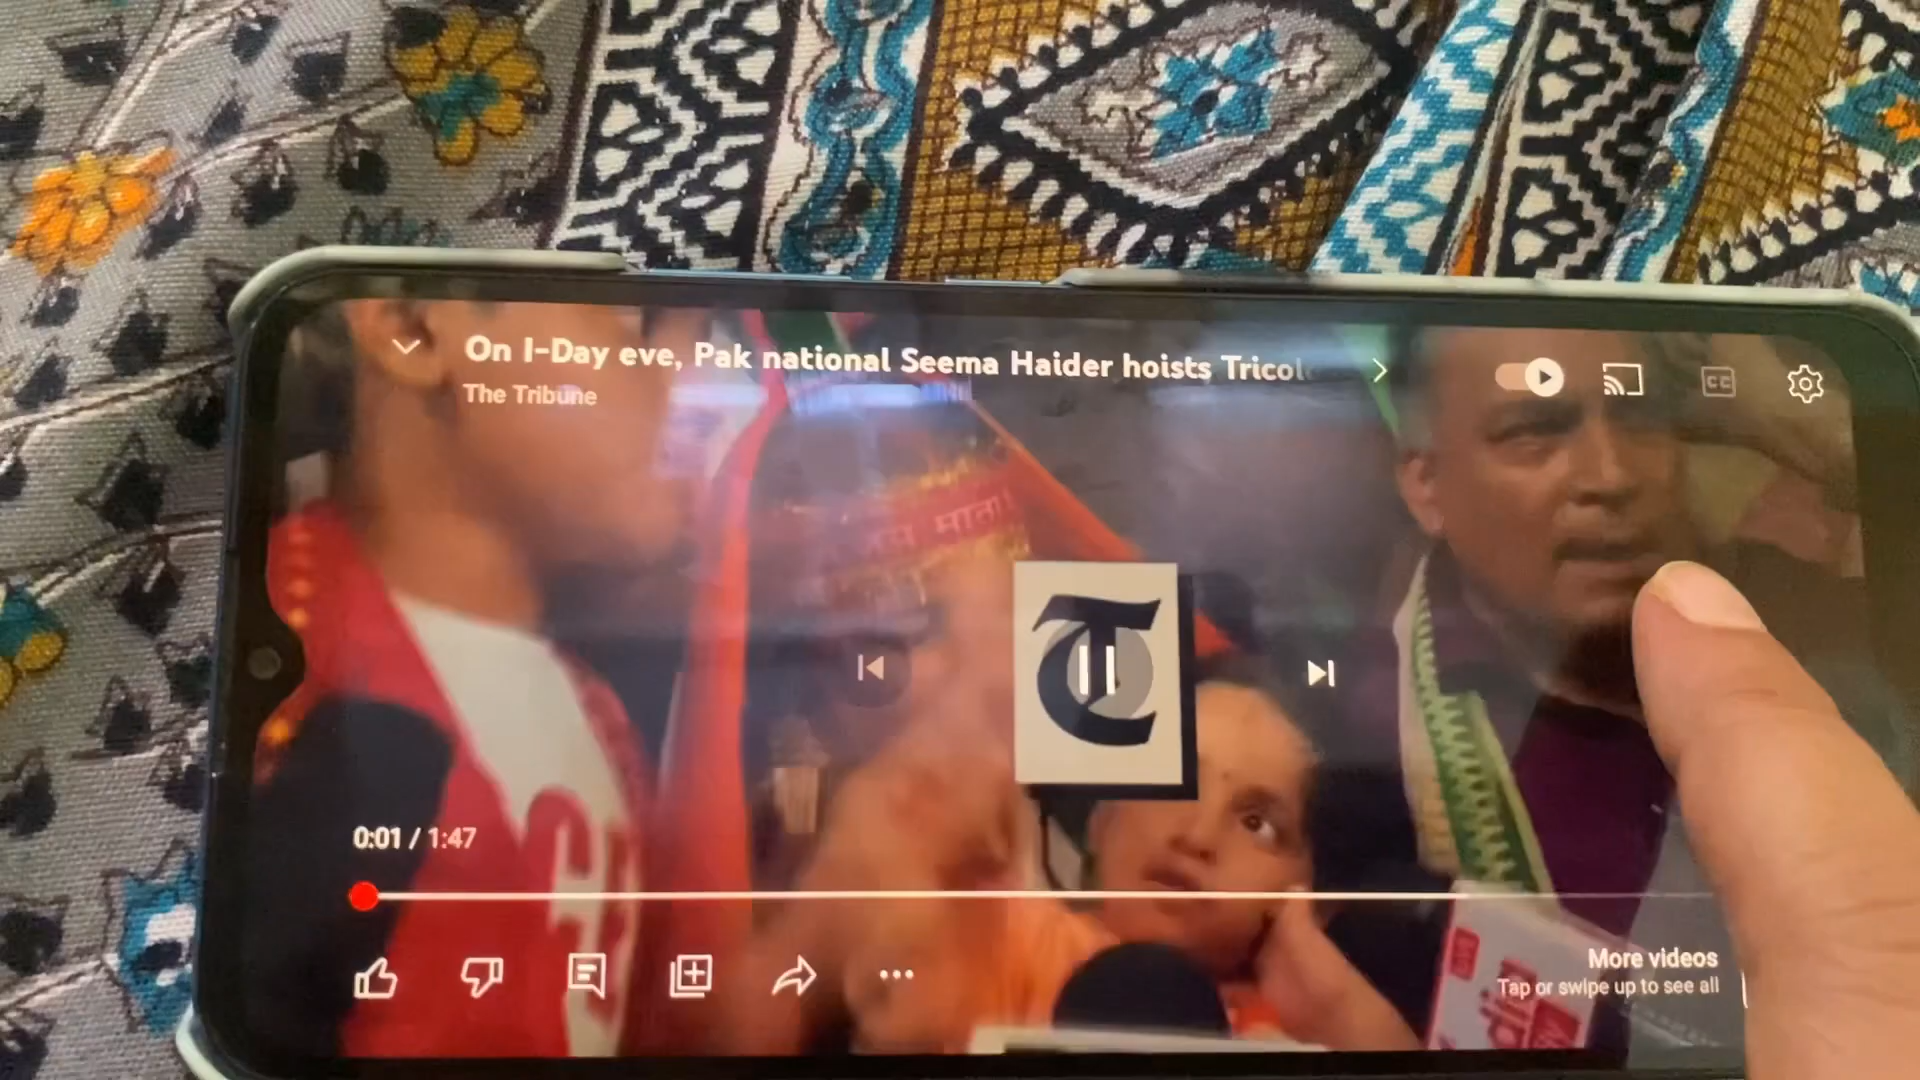 On I-Day eve, Pak national Seema Haider hoists Tricol
The Tribune
CC
माता
T
0:01 / 1:47
More videos
Tap or swipe up to see all